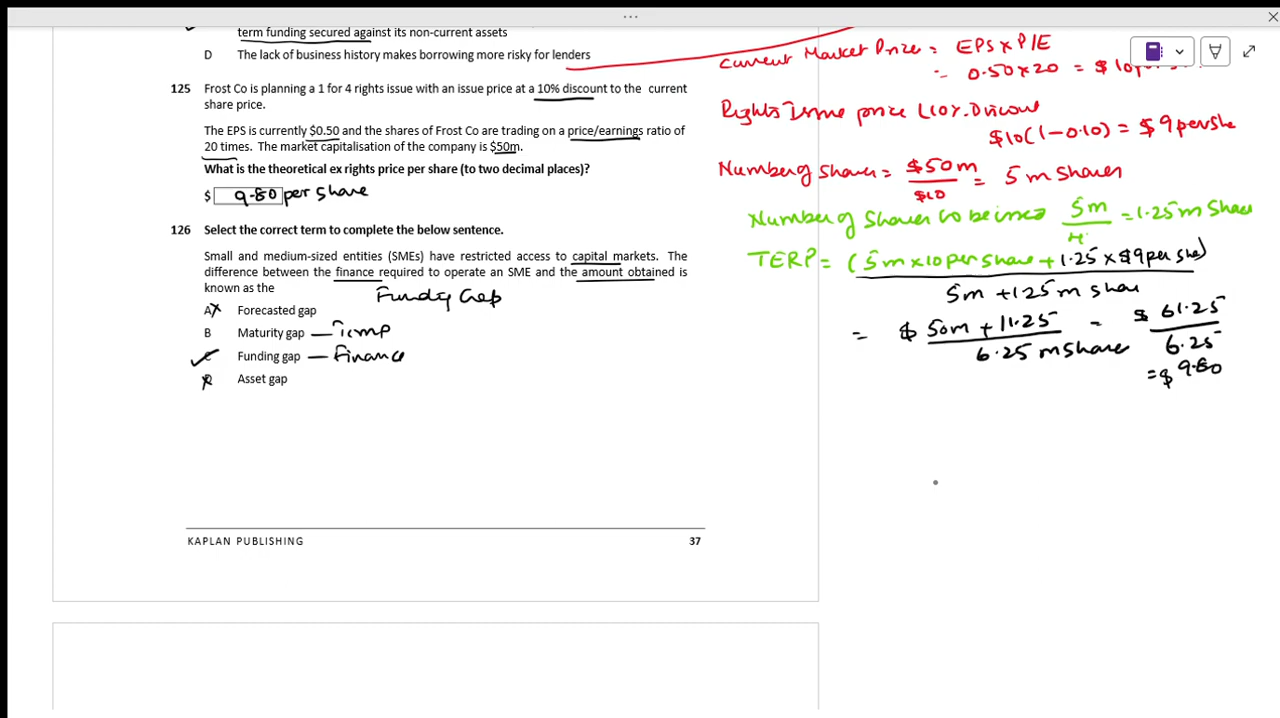 term funding secured against its non-current assets
D The lack of business history makes borrowing more risky for lenders
125 Frost Co is planning a 1 for 4 rights issue with an issue price at a 10% discount to the current
share price.
The EPS is currently $0.50 and the shares of Frost Co are trading on a price/earnings ratio of
20 times. The market capitalisation of the company is $50m.
What is the theoretical ex rights price per share (to two decimal places)?
$ 9.80 per share
126 Select the correct term to complete the below sentence.
Small and medium-sized entities (SMEs) have restricted access to capital markets. The
difference between the finance required to operate an SME and the amount obtained is
known as the
Funding Gap
A Forecasted gap
B Maturity gap
C Funding gap — Finance
D Asset gap
KAPLAN PUBLISHING 37
Current Market Price = EPS x P/E
= 0.50 x 20 = $10
Rights Issue price (10%. Discount
$10(1-0.10) = $9 per share
Number of Shares = $50m / $10 = 5m Shares
Number of Shares to be issued 5m / 4 = 1.25m Share
TERP = (5m x 10 per share + 1.25 x $9 per she)
5m + 1.25m share
= $ 50m + 11.25 / 6.25 m share = $ 61.25 / 6.25
= $ 9.80